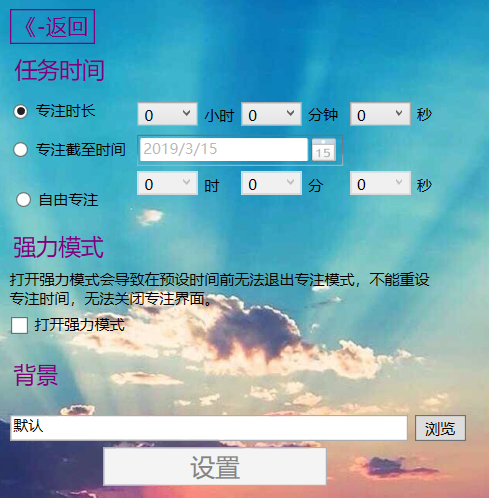 《-返回
任务时间
专注时长 0 小时 0 分钟 0 秒
专注截至时间 2019/3/15 15
0 时 0 分 0 秒
自由专注
强力模式
打开强力模式会导致在预设时间前无法退出专注模式，不能重设
专注时间，无法关闭专注界面。
打开强力模式
背景
默认 浏览
设置